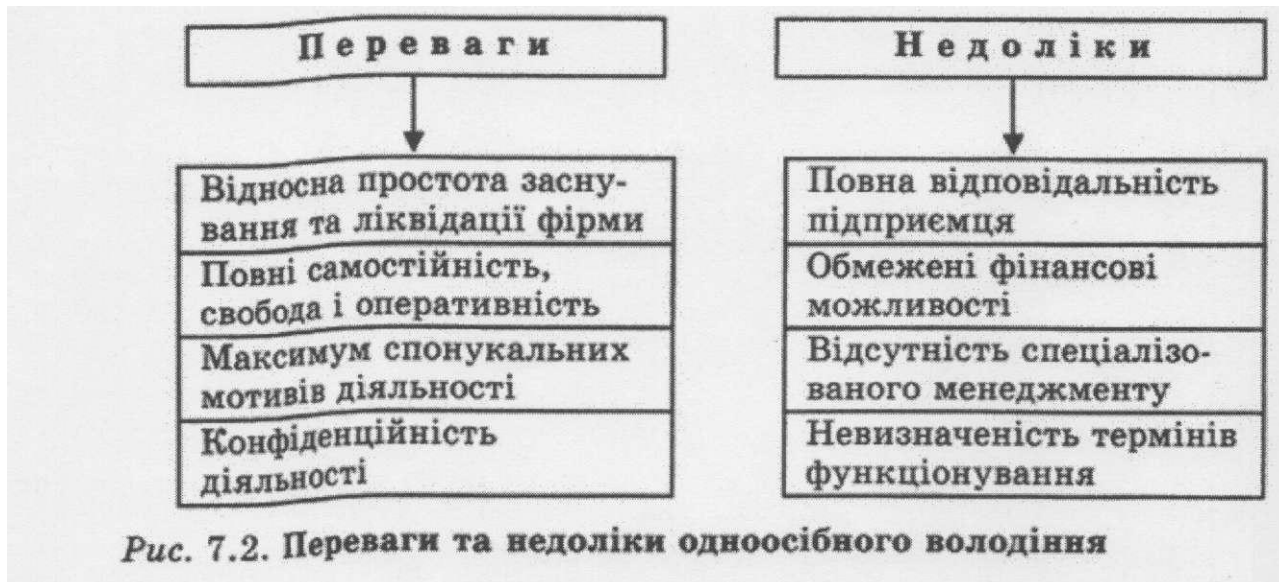 Переваги
Відносна простота засну-
вання та ліквідації фірми
Повні самостійність,
свобода і оперативність
Максимум спонукальних
мотивів діяльності
Конфіденційність
діяльності
Недоліки
Повна відповідальність
підприємця
Обмежені фінансові
можливості
Відсутність спеціалізо-
ваного менеджменту
Невизначеність термінів
функціонування
Рис. 7.2. Переваги та недоліки одноосібного володіння